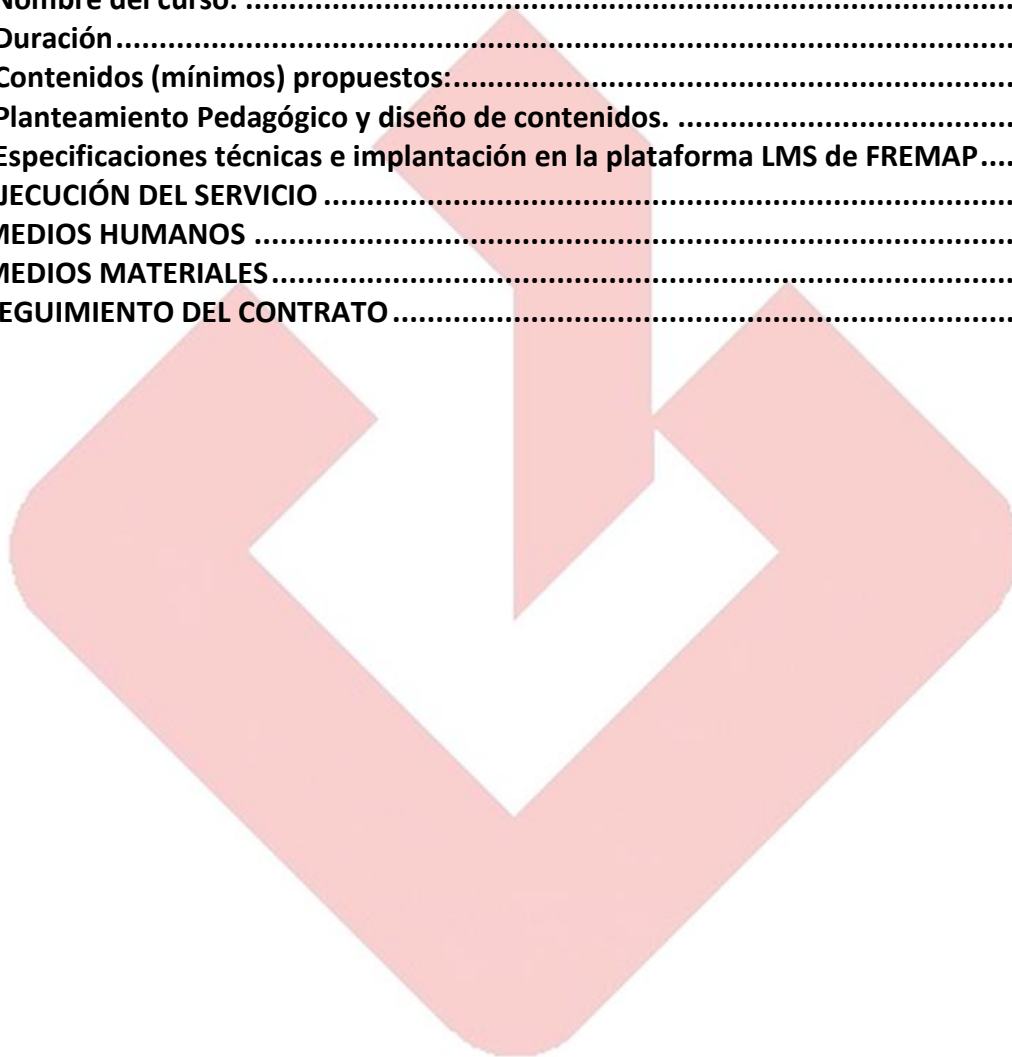 Nombre del curso: ..................................................................................
Duración..................................................................................................
Contenidos (mínimos) propuestos:............................................................
Planteamiento Pedagógico y diseño de contenidos. ....................................
Especificaciones técnicas e implantación en la plataforma LMS de FREMAP....
JECUCIÓN DEL SERVICIO ........................................................................
MEDIOS HUMANOS ................................................................................
MEDIOS MATERIALES..............................................................................
EGUIMIENTO DEL CONTRATO................................................................